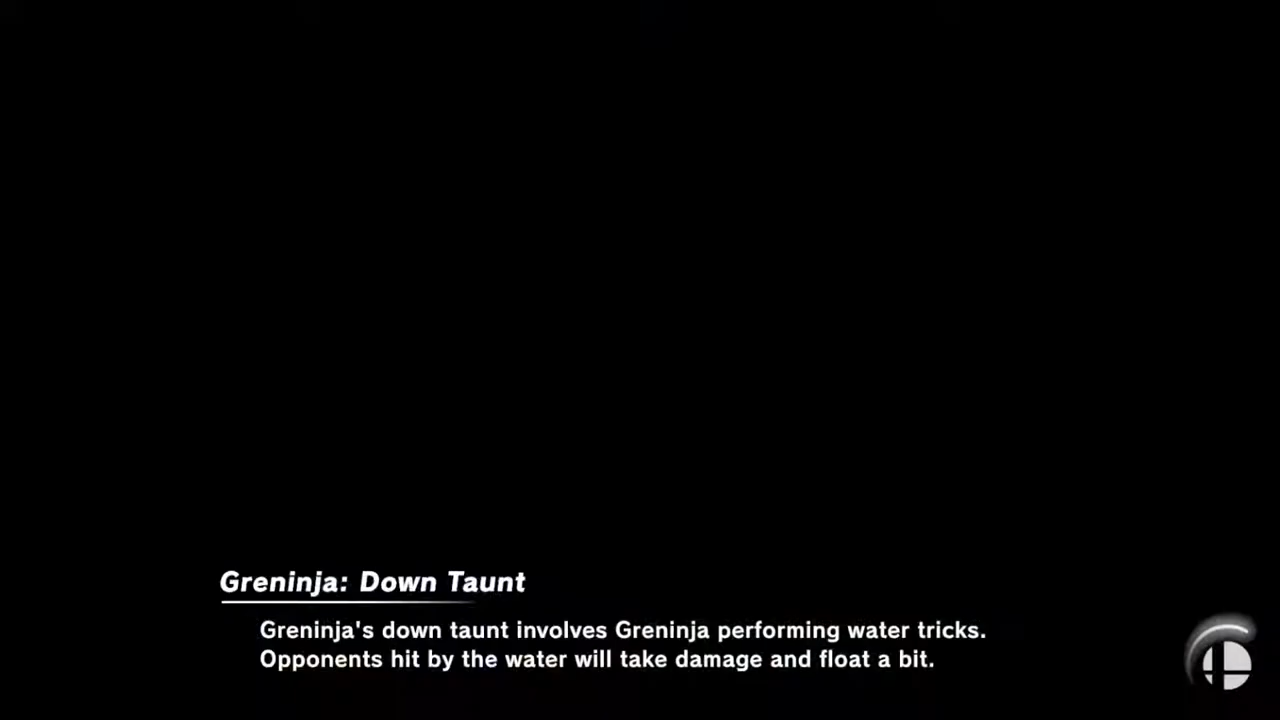 Greninja: Down Taunt
Greninja's down taunt involves Greninja performing water tricks.
Opponents hit by the water will take damage and float a bit.